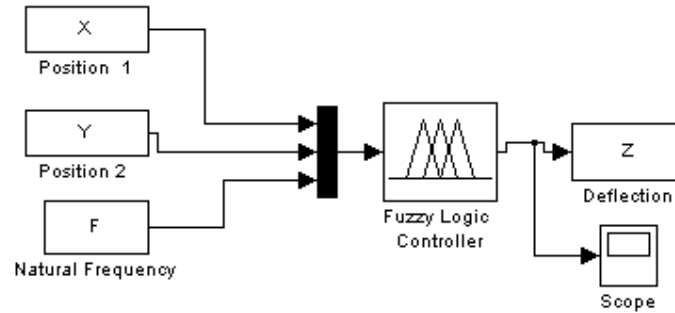 X
Position 1
Y
Position 2
F
Natural Frequency
Fuzzy Logic
Controller
Z
Deflection
Scope